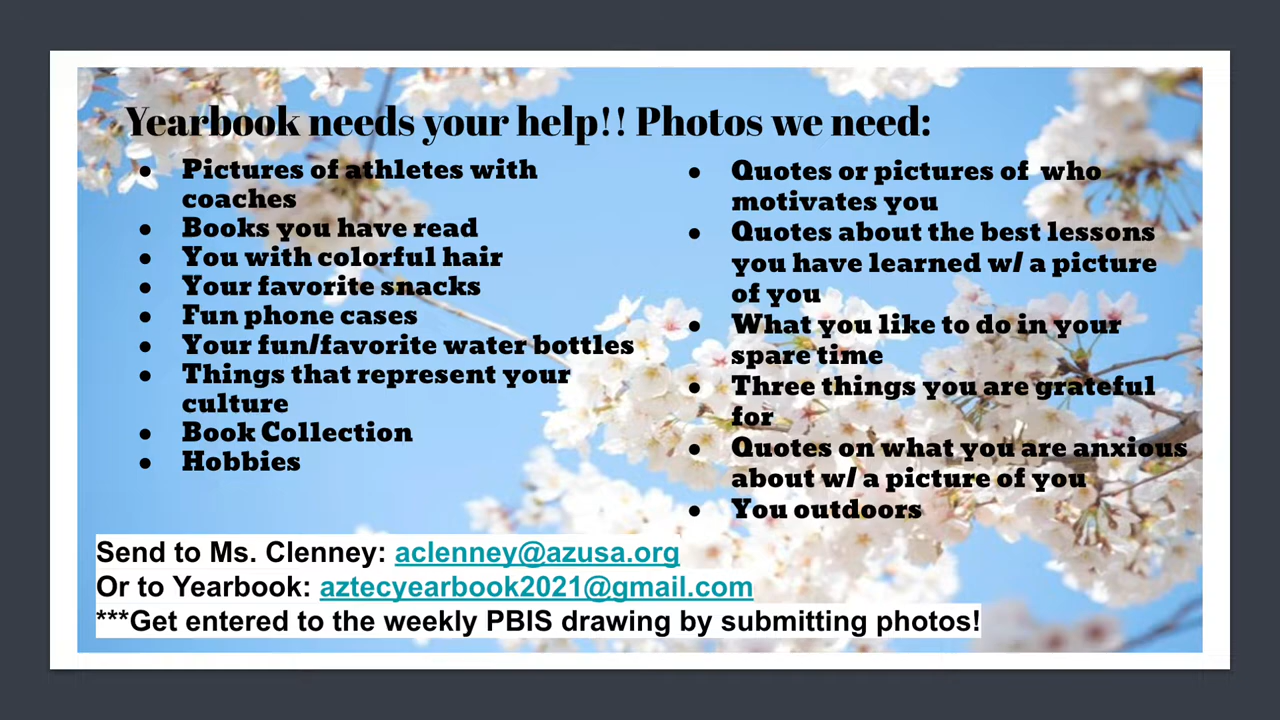 Yearbook needs your help!! Photos we need:
● Pictures of athletes with
coaches
● Books you have read
● You with colorful hair
● Your favorite snacks
● Fun phone cases
● Your fun/favorite water bottles
● Things that represent your
culture
● Book Collection
● Hobbies
● Quotes or pictures of who
motivates you
● Quotes about the best lessons
you have learned w/ a picture
of you
● What you like to do in your
spare time
● Three things you are grateful
for
● Quotes on what you are anxious
about w/ a picture of you
● You outdoors
Send to Ms. Clenney: aclenney@azusa.org
Or to Yearbook: aztecyearbook2021@gmail.com
***Get entered to the weekly PBIS drawing by submitting photos!